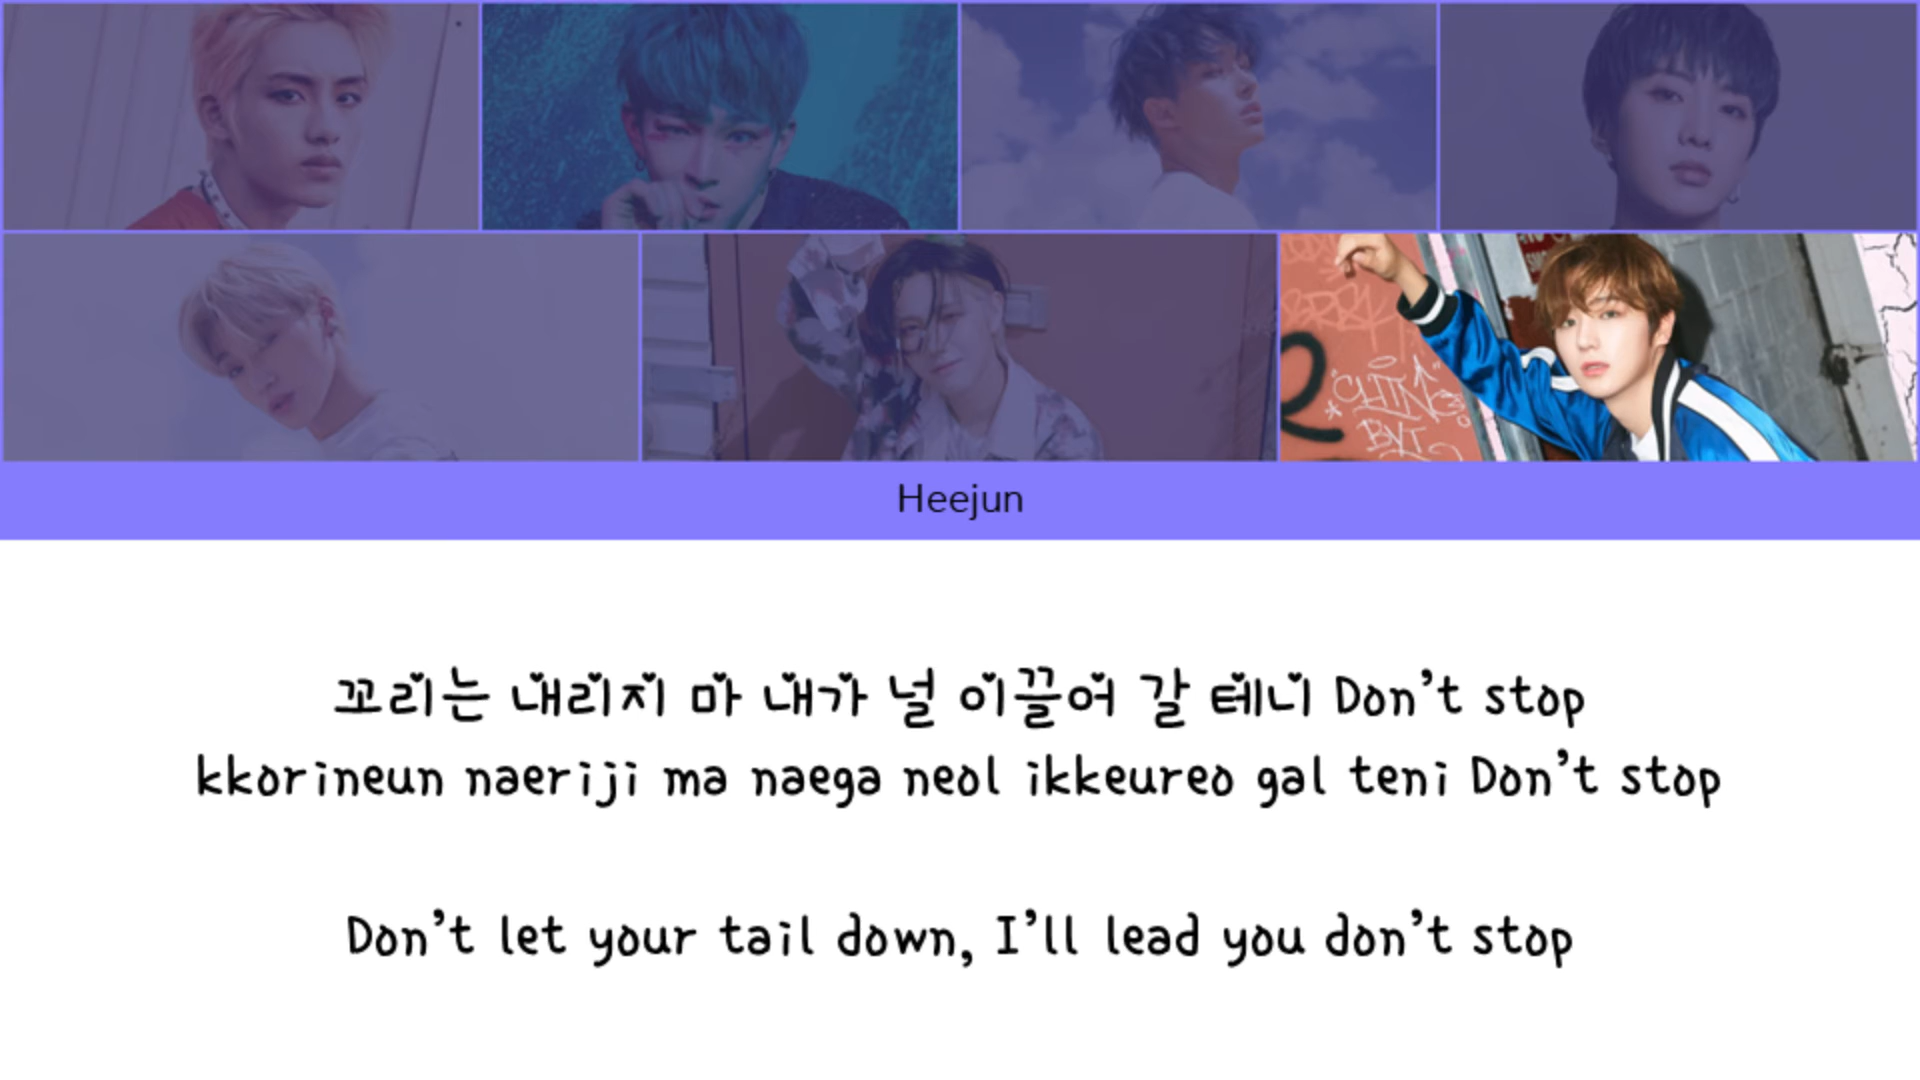 Heejun
꼬리는 내리지 마 내가 널 이끌어 갈 테니 Don't stop
kkorineun naeriji ma naega neol ikkeureo gal teni Don't stop
Don't let your tail down, I'll lead you don't stop